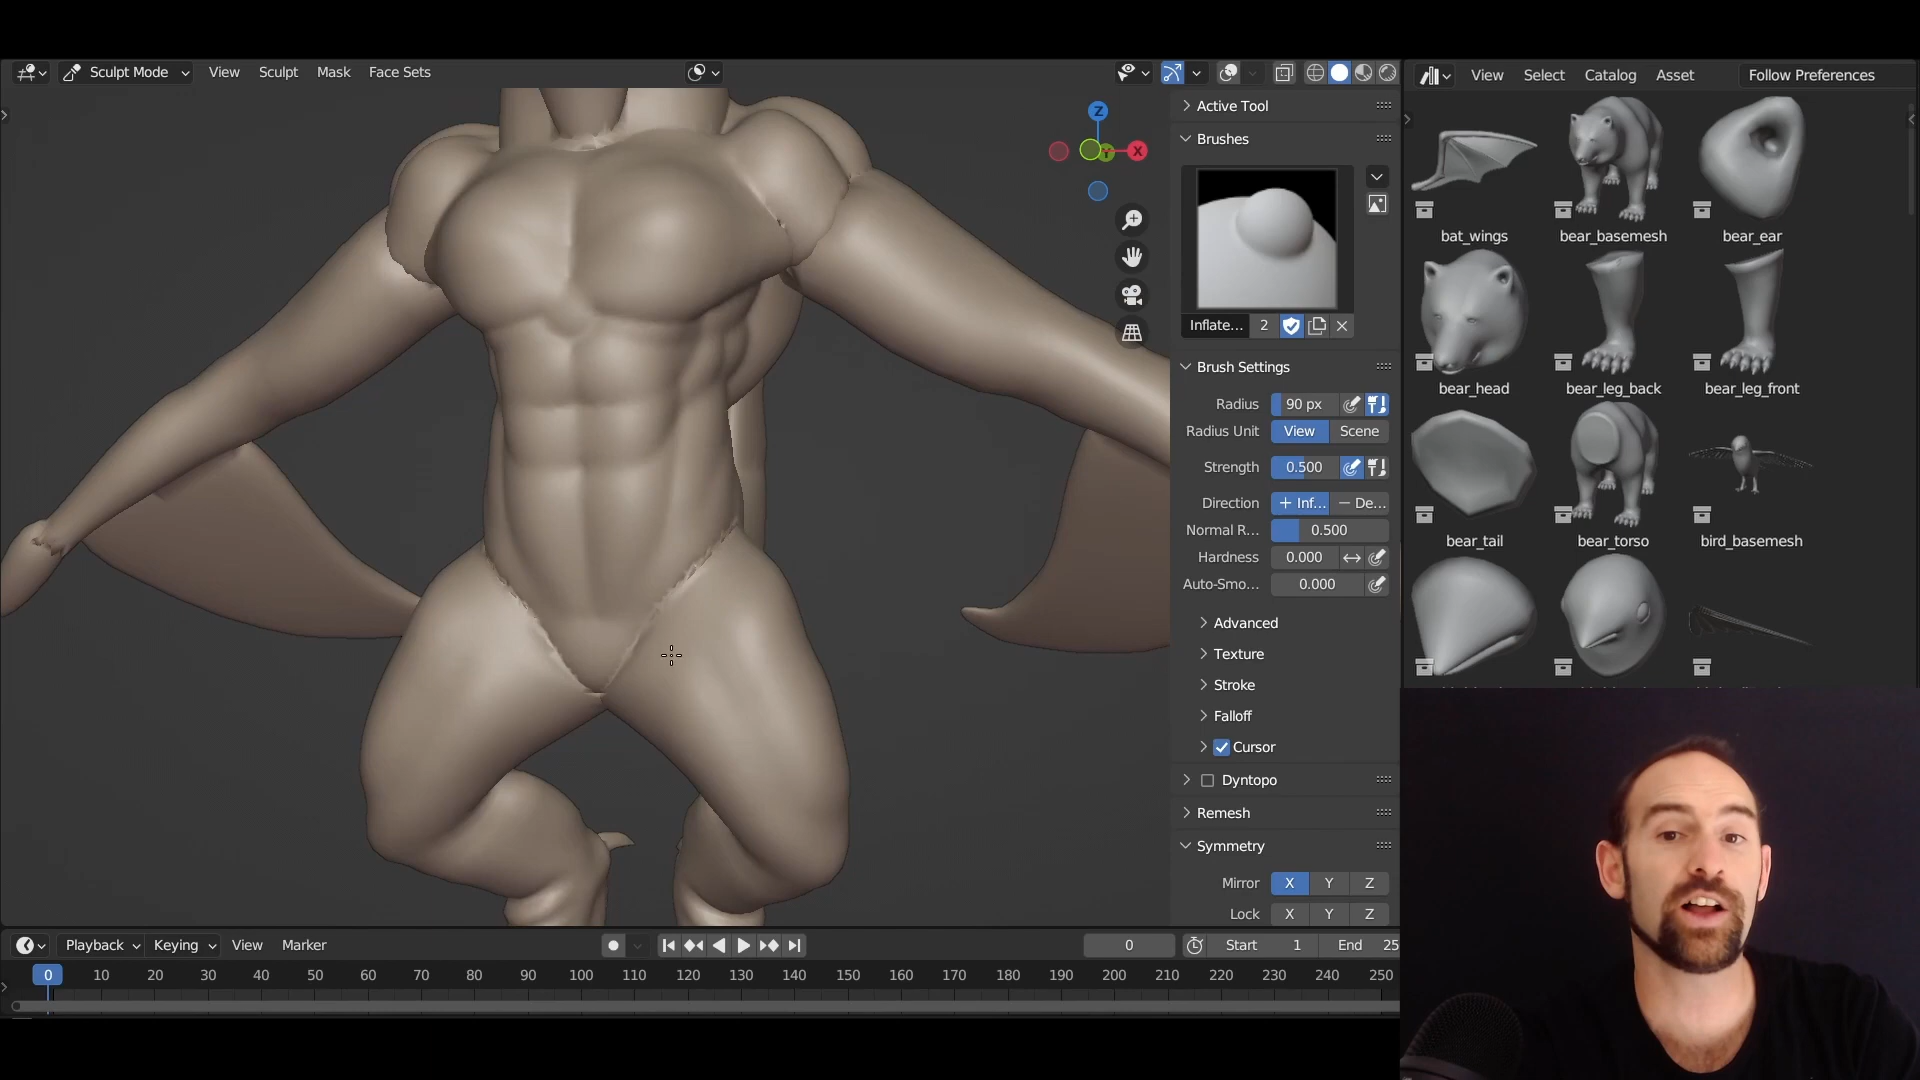 Sculpt Mode View Sculpt Mask Face Sets
View Select Catalog Asset Follow Preferences
Z
X
Active Tool
Brushes
Inflate... 2
Brush Settings
Radius 90 px
Radius Unit View Scene
Strength 0.500
Direction + Inf... − De...
Normal R... 0.500
Hardness 0.000
Auto-Smo... 0.000
Advanced
Texture
Stroke
Falloff
Cursor
Dyntopo
Remesh
Symmetry
Mirror X Y Z
Lock X Y Z
bat_wings bear_basemesh bear_ear
bear_head bear_leg_back bear_leg_front
bear_tail bear_torso bird_basemesh
Playback Keying View Marker 0 Start 1 End 25
0 10 20 30 40 50 60 70 80 90 100 110 120 130 140 150 160 170 180 190 200 210 220 230 240 250